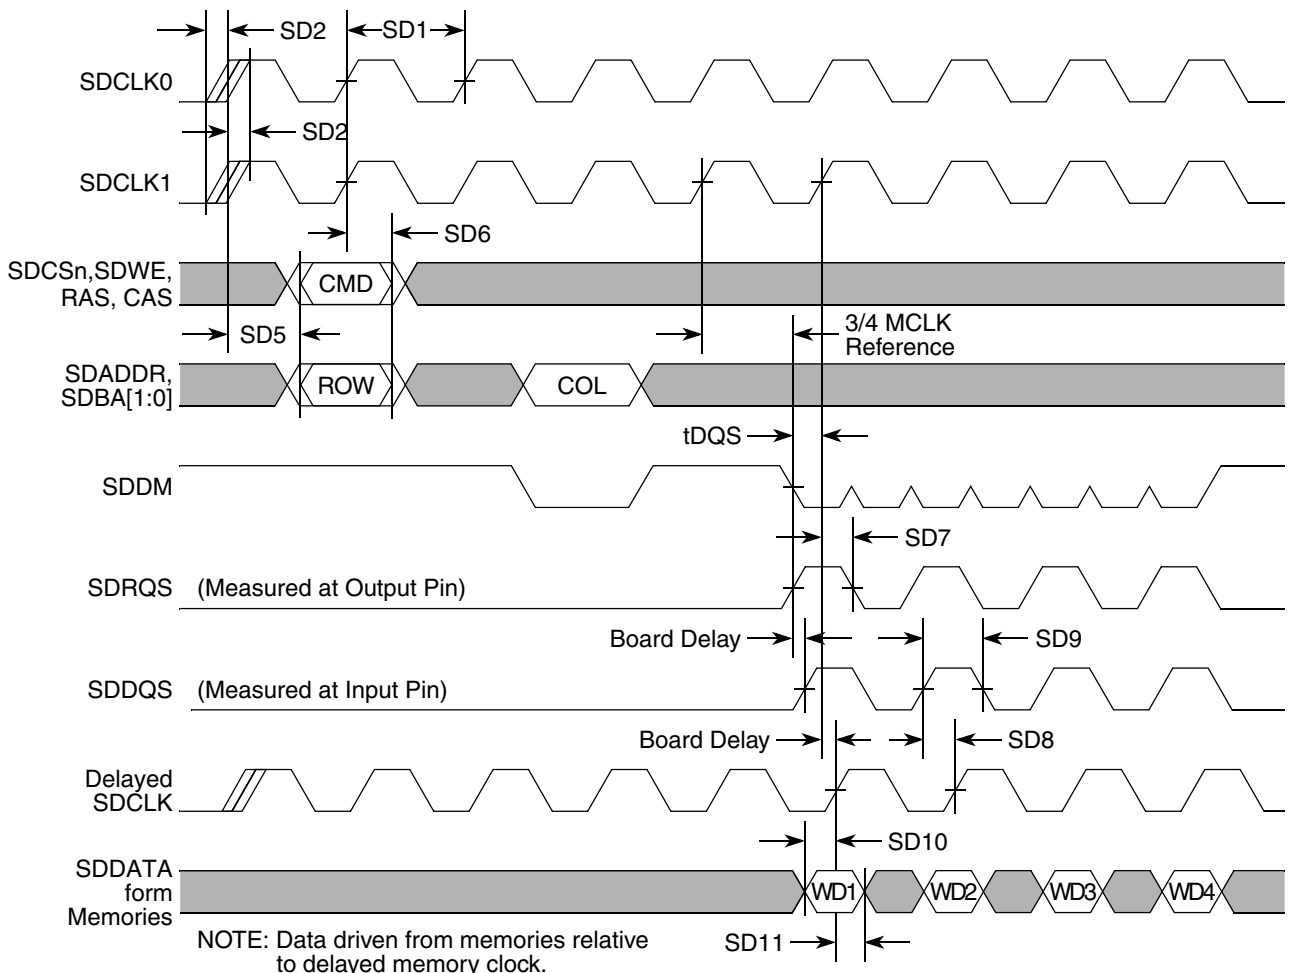 SD2
SD1
SDCLK0
SD2
SDCLK1
SD6
SDCSn,SDWE,
RAS, CAS
CMD
SD5
3/4 MCLK
Reference
SDADDR,
SDBA[1:0]
ROW
COL
tDQS
SDDM
SD7
SDRQS
(Measured at Output Pin)
Board Delay
SD9
SDDQS
(Measured at Input Pin)
Board Delay
SD8
Delayed
SDCLK
SD10
SDDATA
form
Memories
WD1
WD2
WD3
WD4
NOTE: Data driven from memories relative
to delayed memory clock.
SD11